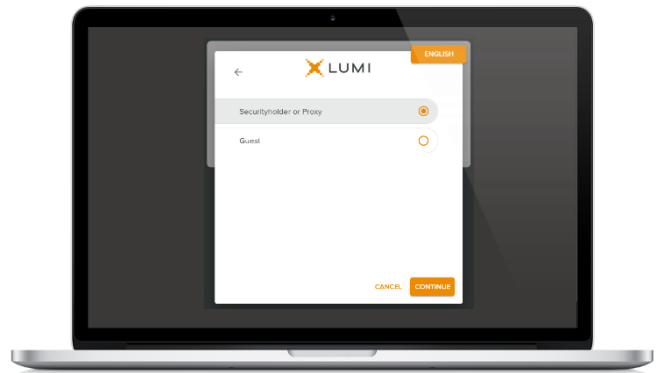 ENGLISH
LUMI
Securityholder or Proxy
Guest
CANCEL
CONTINUE